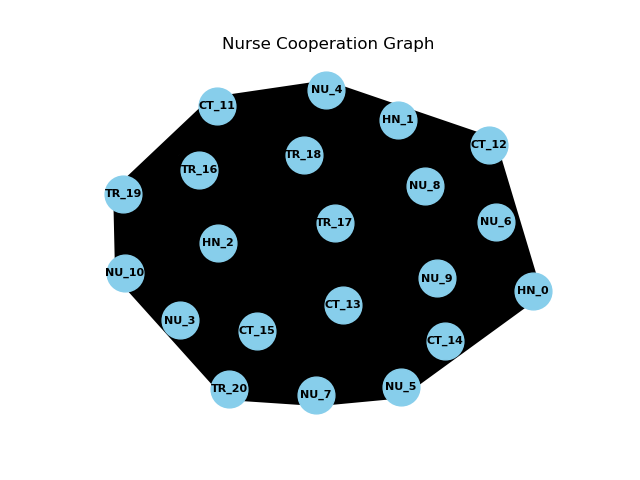 Nurse Cooperation Graph
NU_4
CT_11
HN_1
CT_12
TR_18
TR_16
NU_8
TR_19
NU_6
TR_17
HN_2
NU_10
NU_9
HN_0
CT_13
NU_3
CT_15
CT_14
TR_20
NU_7
NU_5